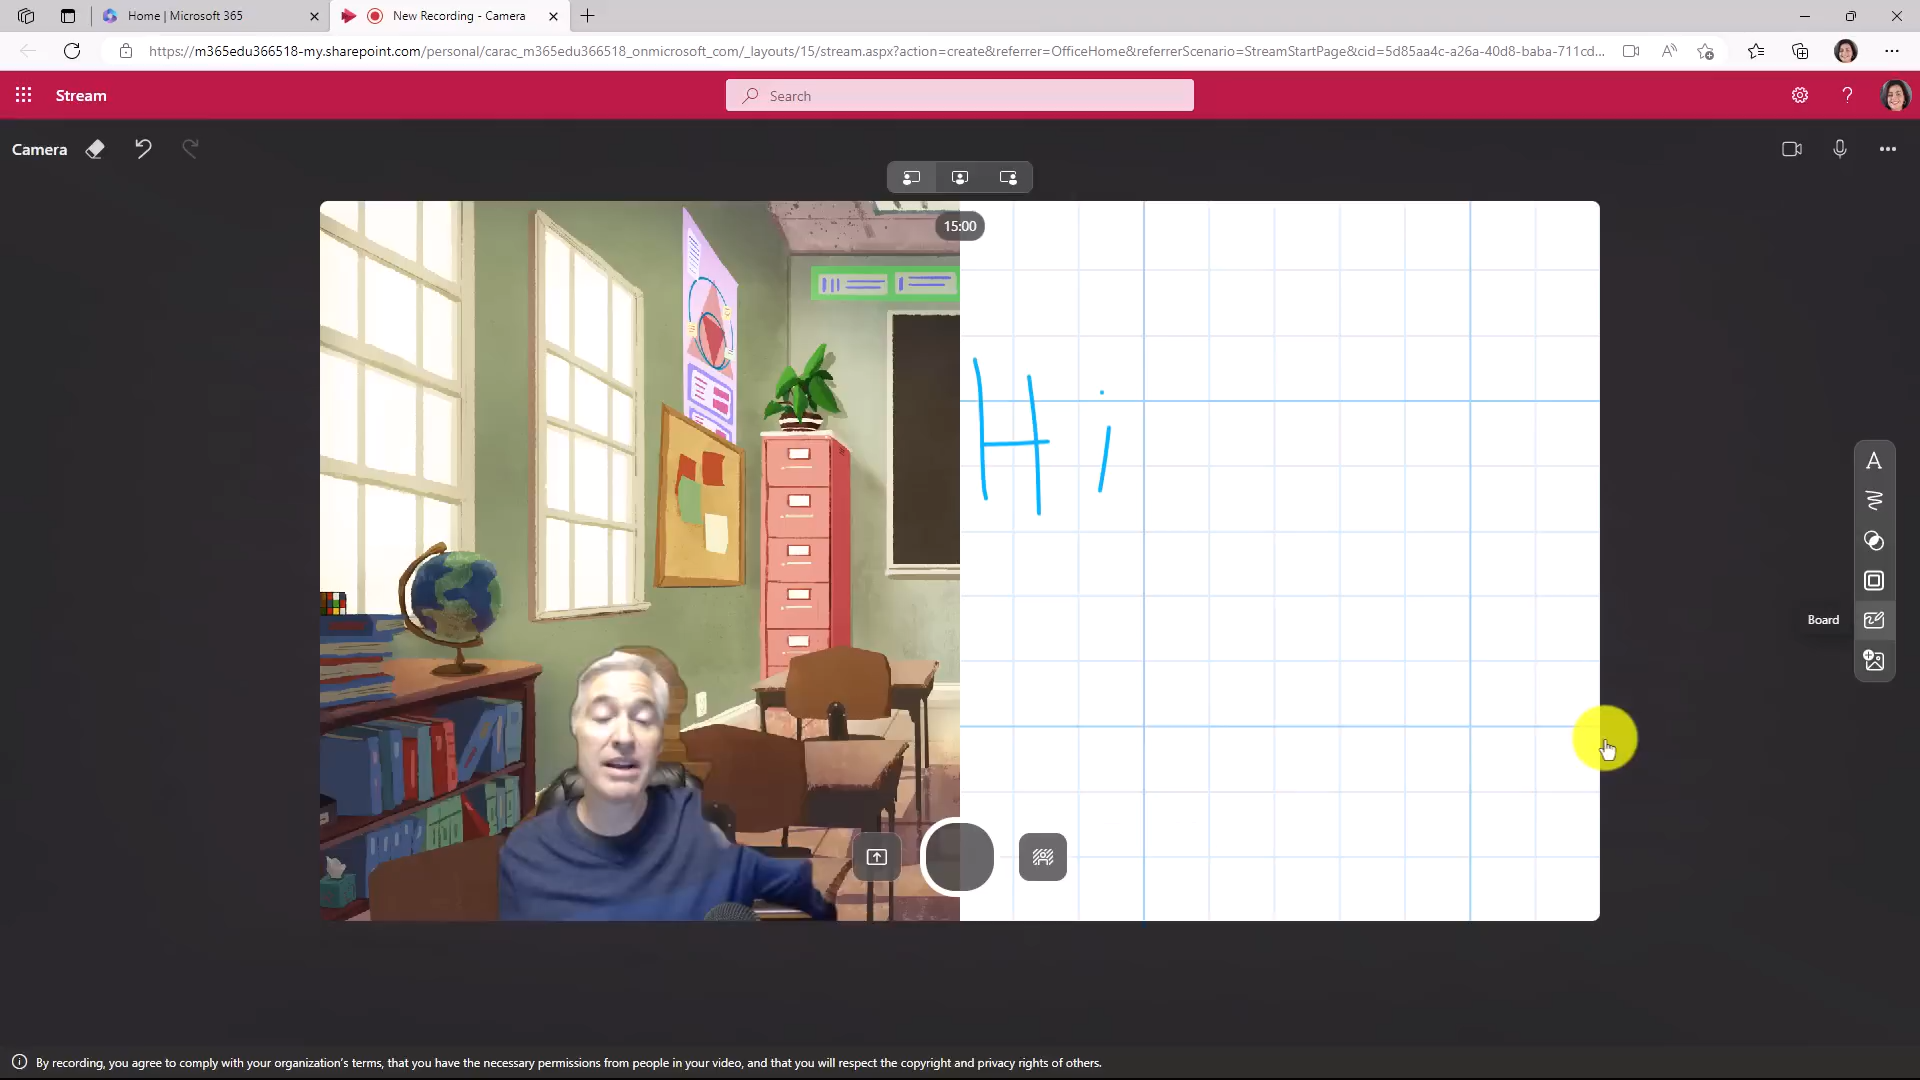 Home | Microsoft 365
New Recording - Camera
https://m365edu366518-my.sharepoint.com/personal/carac_m365edu366518_onmicrosoft_com/_layouts/15/stream.aspx?action=create&referrer=OfficeHome&referrerScenario=StreamStartPage&cid=5d85aa4c-a26a-40d8-baba-711cd...
Stream
Search
Camera
15:00
Hi
Board
By recording, you agree to comply with your organization's terms, that you have the necessary permissions from people in your video, and that you will respect the copyright and privacy rights of others.